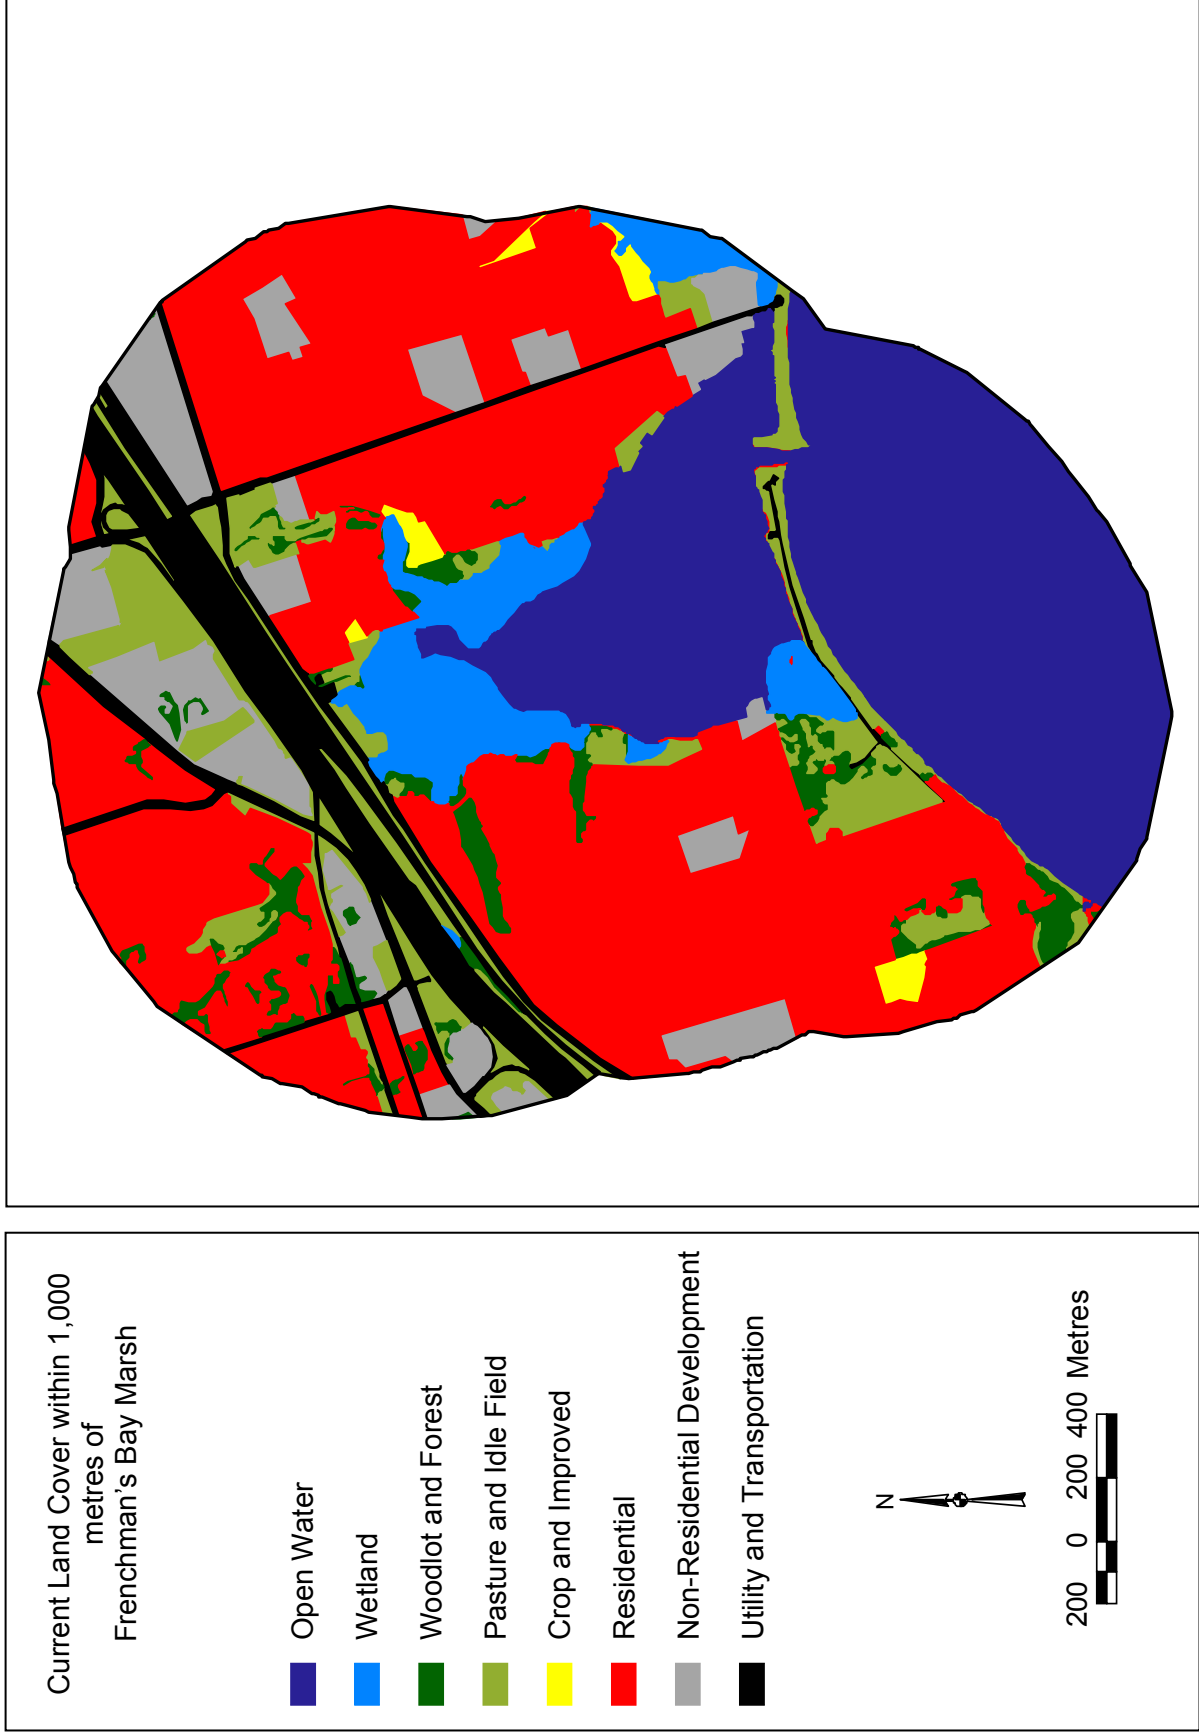 Current Land Cover within 1,000
metres of
Frenchman's Bay Marsh
Open Water
Wetland
Woodlot and Forest
Pasture and Idle Field
Crop and Improved
Residential
Non-Residential Development
Utility and Transportation
N
200 0 200 400 Metres